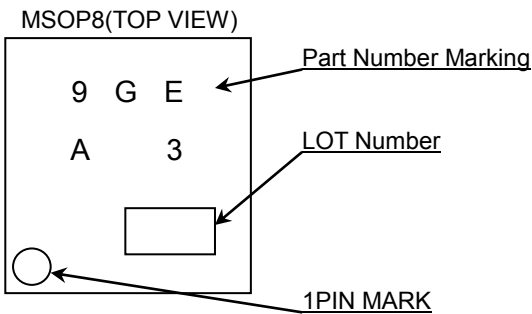 MSOP8(TOP VIEW)
Part Number Marking
9 G E
A 3
LOT Number
1PIN MARK